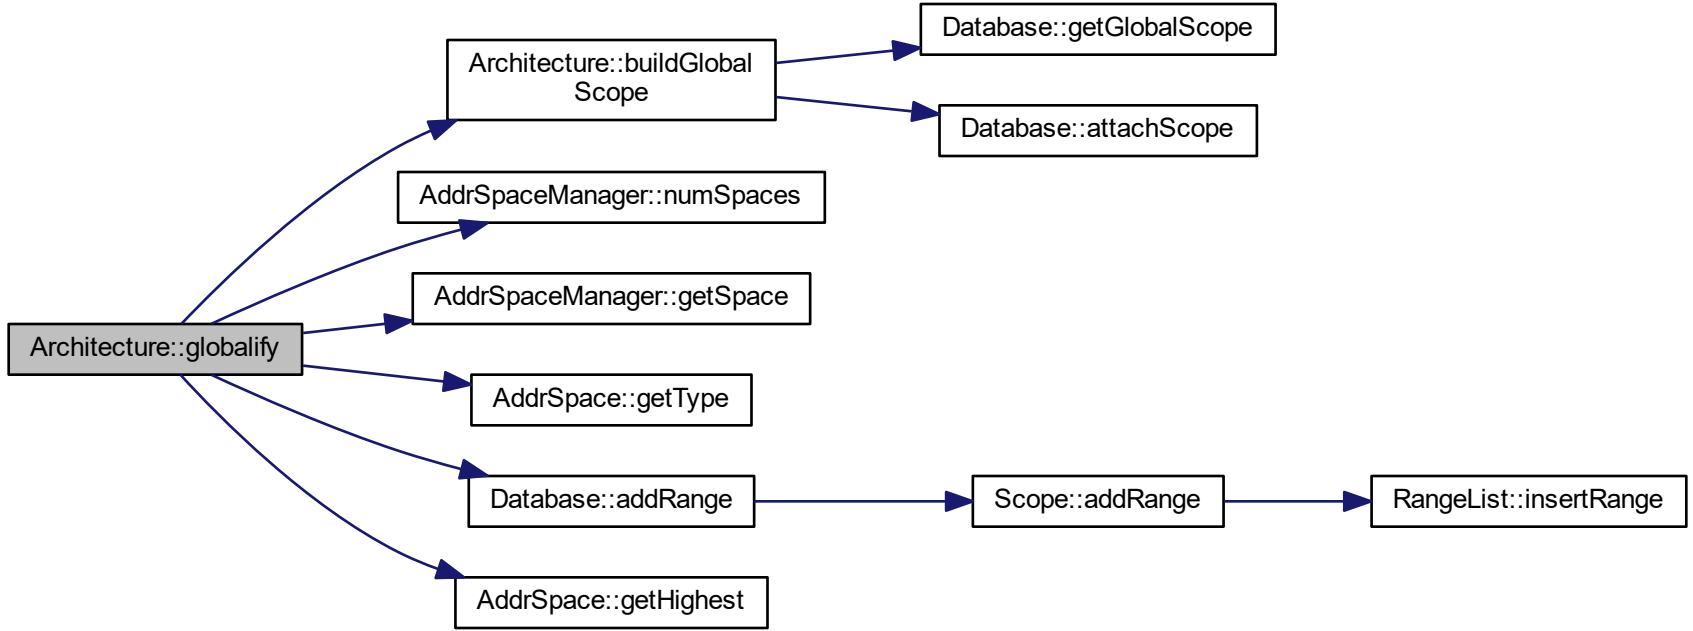 Database::getGlobalScope
Architecture::buildGlobal
Scope
Database::attachScope
AddrSpaceManager::numSpaces
AddrSpaceManager::getSpace
Architecture::globalify
AddrSpace::getType
Database::addRange
Scope::addRange
RangeList::insertRange
AddrSpace::getHighest